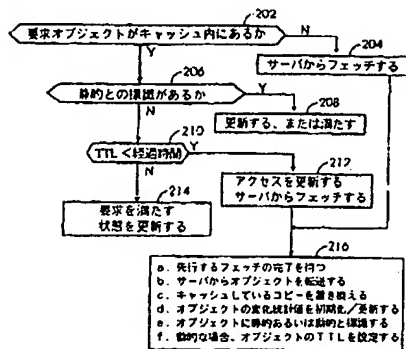 202
要求オブジェクトがキャッシュ内にあるか
N
Y
204
サーバからフェッチする
206
静的との標識があるか
Y
N
208
更新する、または満たす
210
TTL<経過時間
Y
N
212
アクセスを更新する
サーバからフェッチする
214
要求を満たす
状態を更新する
216
a. 先行するフェッチの完了を待つ
b. サーバからオブジェクトを転送する
c. キャッシュしているコピーを置き換える
d. オブジェクトの変化統計値を初期化/更新する
e. オブジェクトに静的あるいは動的と標識する
f. 動的な場合、オブジェクトのTTLを設定する